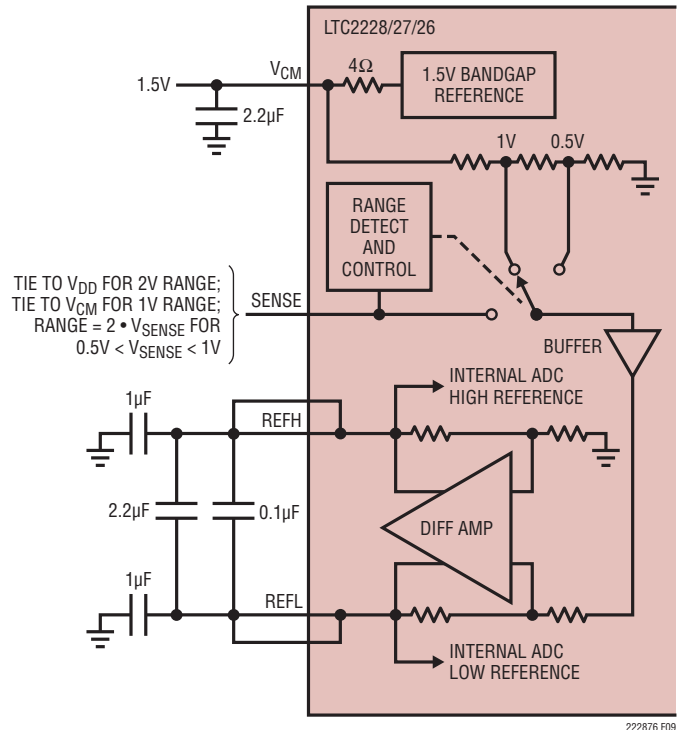 LTC2228/27/26
1.5V
VCM
4Ω
1.5V BANDGAP
REFERENCE
2.2µF
1V
0.5V
RANGE
DETECT
AND
CONTROL
TIE TO VDD FOR 2V RANGE;
TIE TO VCM FOR 1V RANGE;
RANGE = 2 • VSENSE FOR
0.5V < VSENSE < 1V
SENSE
BUFFER
INTERNAL ADC
HIGH REFERENCE
1µF
REFH
2.2µF
0.1µF
DIFF AMP
1µF
REFL
INTERNAL ADC
LOW REFERENCE
222876 F09